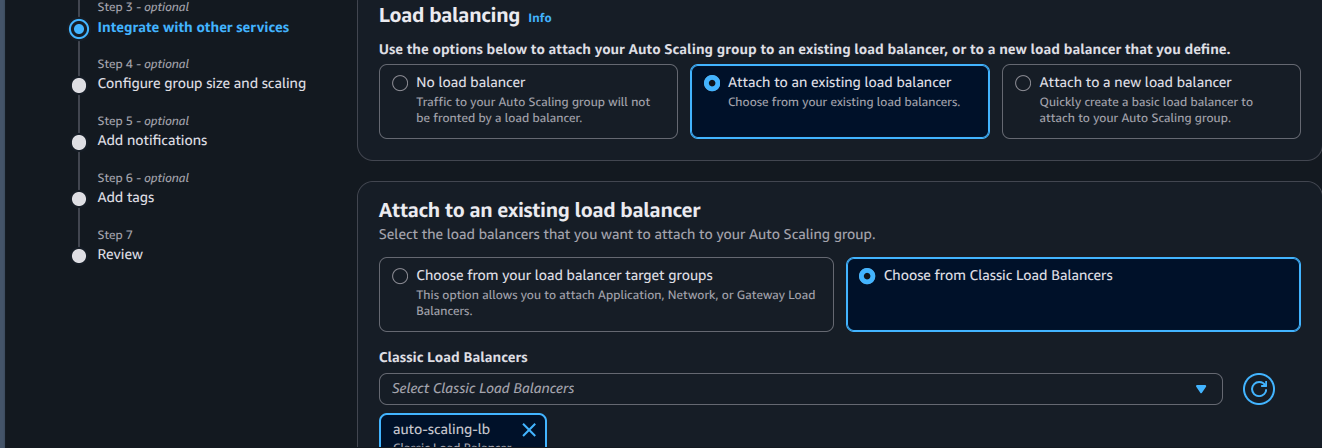 Step 3 - optional
Integrate with other services
Step 4 - optional
Configure group size and scaling
Step 5 - optional
Add notifications
Step 6 - optional
Add tags
Step 7
Review
Load balancing Info
Use the options below to attach your Auto Scaling group to an existing load balancer, or to a new load balancer that you define.
No load balancer
Traffic to your Auto Scaling group will not
be fronted by a load balancer.
Attach to an existing load balancer
Choose from your existing load balancers.
Attach to a new load balancer
Quickly create a basic load balancer to
attach to your Auto Scaling group.
Attach to an existing load balancer
Select the load balancers that you want to attach to your Auto Scaling group.
Choose from your load balancer target groups
This option allows you to attach Application, Network, or Gateway Load
Balancers.
Choose from Classic Load Balancers
Classic Load Balancers
Select Classic Load Balancers
auto-scaling-lb
Classic Load Balancer